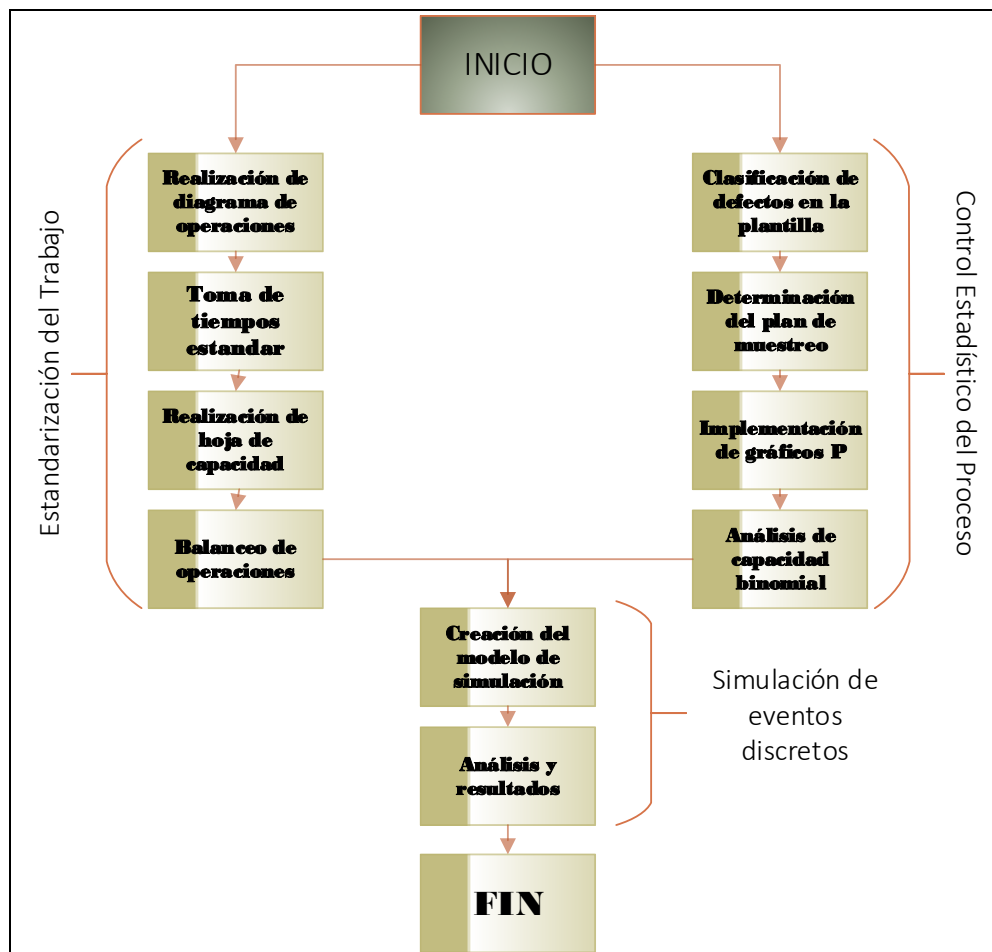 INICIO
Estandarización del Trabajo
Realización de
diagrama de
operaciones
Toma de
tiempos
estandar
Realización de
hoja de
capacidad
Balanceo de
operaciones
Clasificación de
defectos en la
plantilla
Determinación
del plan de
muestreo
Implementación
de gráficos P
Análisis de
capacidad
binomial
Control Estadístico del Proceso
Creación del
modelo de
simulación
Análisis y
resultados
Simulación de
eventos
discretos
FIN